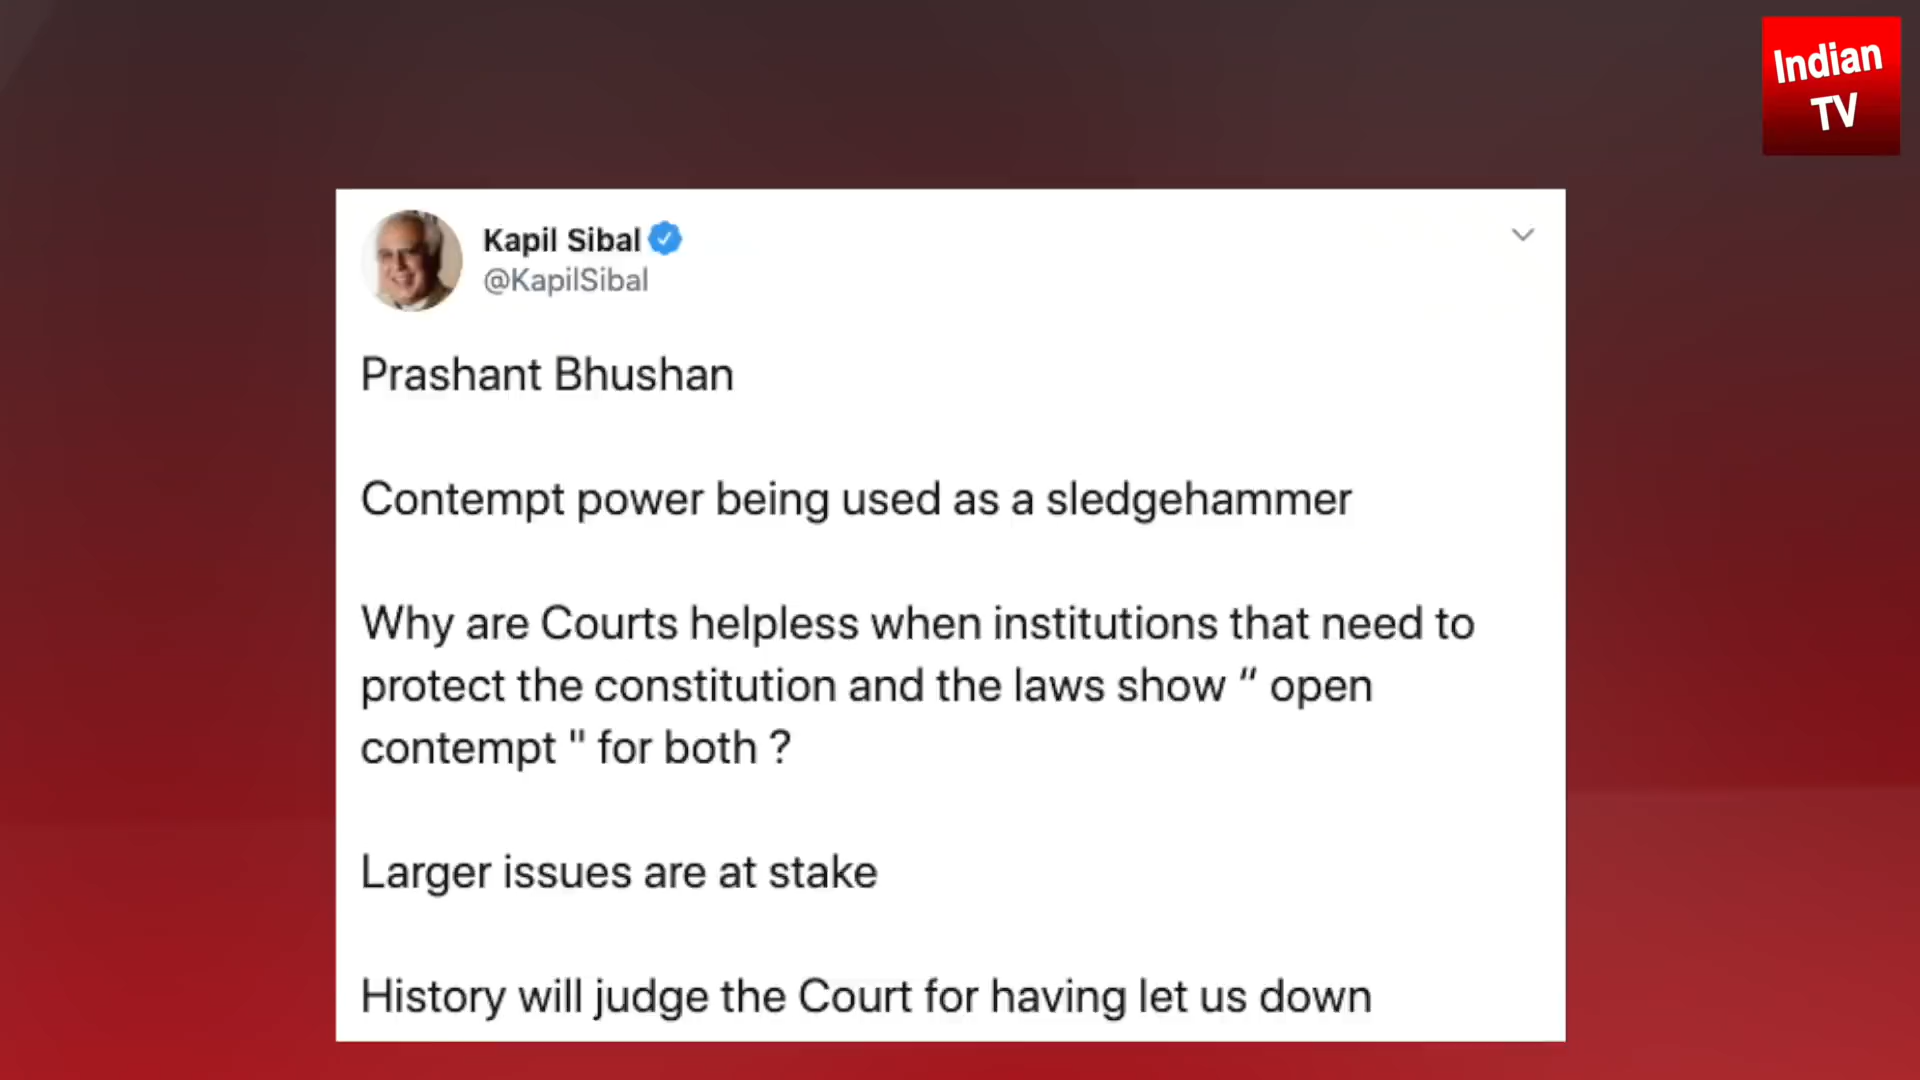 Indian
TV
Kapil Sibal
@KapilSibal
Prashant Bhushan
Contempt power being used as a sledgehammer
Why are Courts helpless when institutions that need to
protect the constitution and the laws show “ open
contempt " for both ?
Larger issues are at stake
History will judge the Court for having let us down